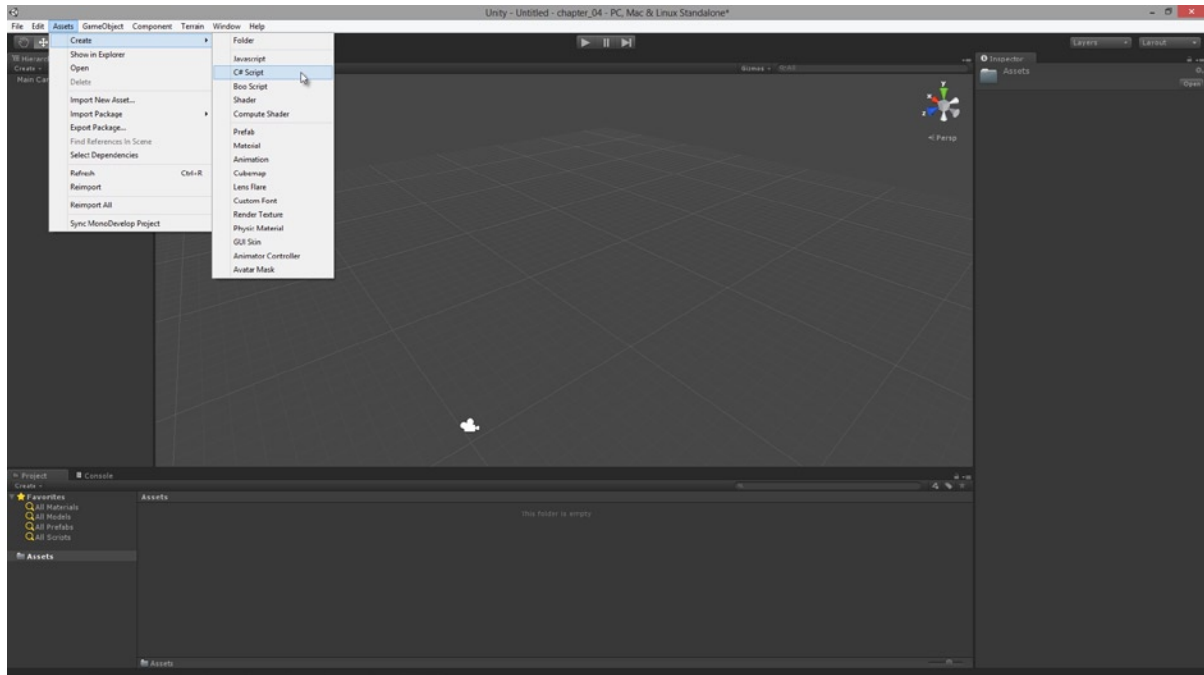 Unity - Untitled - chapter_04 - PC, Mac & Linux Standalone*
File Edit Assets GameObject Component Terrain Window Help
Layers Layout
Create
Show in Explorer
Open
Delete
Import New Asset...
Import Package
Export Package...
Find References In Scene
Select Dependencies
Refresh Ctrl+R
Reimport
Reimport All
Sync MonoDevelop Project
Folder
Javascript
C# Script
Boo Script
Shader
Compute Shader
Prefab
Material
Animation
Cubemap
Lens Flare
Custom Font
Render Texture
Physic Material
GUI Skin
Animator Controller
Avatar Mask
Create
Main Car
Gizmos
y
x
z
Persp
Inspector
Assets
Open
Project Console
Create
Favorites
All Materials
All Models
All Prefabs
All Scripts
Assets
Assets
This folder is empty
Assets